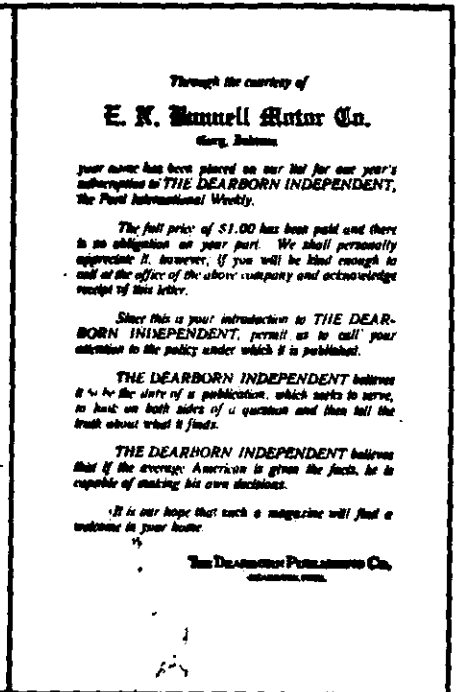 Through the courtesy of
E. K. Bunnell Motor Co.
Gary, Indiana
your name has been placed on our list for one year's
subscription to THE DEARBORN INDEPENDENT,
the Ford International Weekly.
The full price of $1.00 has been paid and there
is no obligation on your part. We shall personally
appreciate it, however, if you will be kind enough to
call at the office of the above company and acknowledge
receipt of this letter.
Since this is your introduction to THE DEAR-
BORN INDEPENDENT, permit us to call your
attention to the policy under which it is published.
THE DEARBORN INDEPENDENT believes
it to be the duty of a publication, which seeks to serve,
to look on both sides of a question and then tell the
truth about what it finds.
THE DEARBORN INDEPENDENT believes
that if the average American is given the facts, he is
capable of making his own decisions.
It is our hope that such a magazine will find a
welcome in your home
THE DEARBORN PUBLISHING CO.